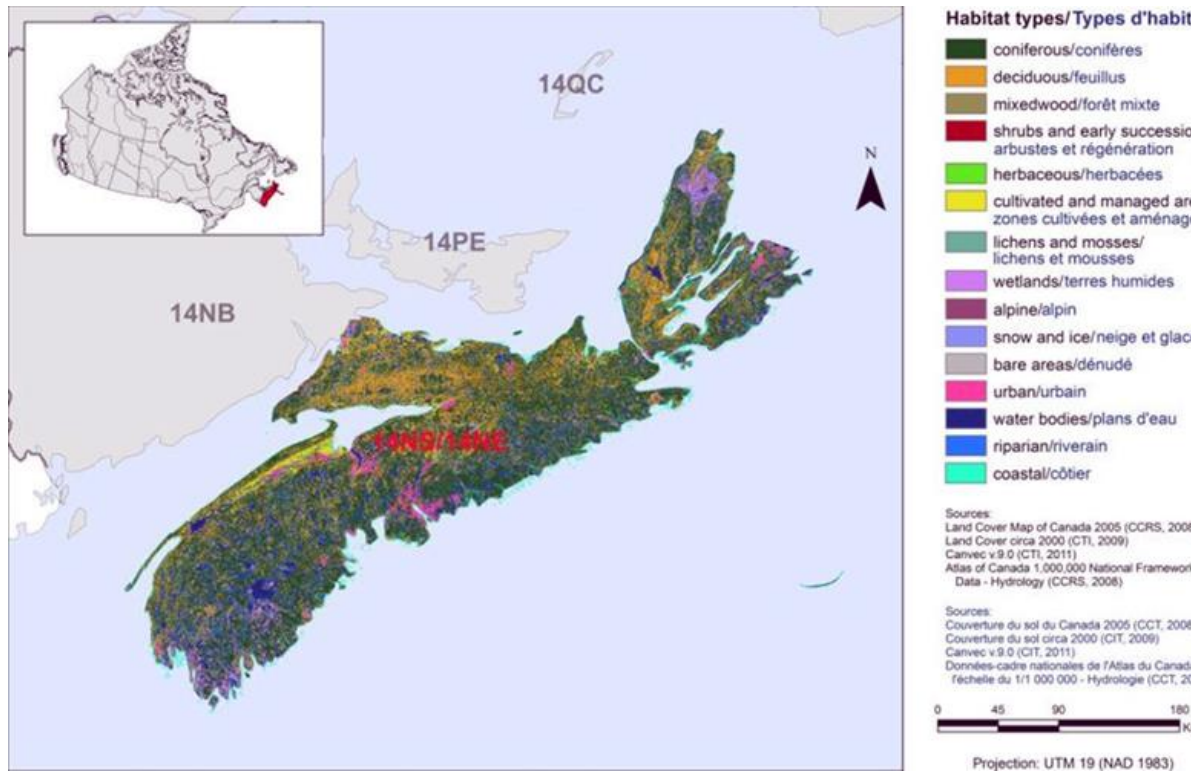 14QC
14PE
14NB
14NS/14NE
N
Habitat types/Types d'habit
coniferous/conifères
deciduous/feuillus
mixedwood/forêt mixte
shrubs and early successio
arbustes et régénération
herbaceous/herbacées
cultivated and managed are
zones cultivées et aménag
lichens and mosses/
lichens et mousses
wetlands/terres humides
alpine/alpin
snow and ice/neige et glac
bare areas/dénudé
urban/urbain
water bodies/plans d'eau
riparian/riverain
coastal/côtier
Sources:
Land Cover Map of Canada 2005 (CCRS, 2008
Land Cover circa 2000 (CTI, 2009)
Canvec v.9.0 (CTI, 2011)
Atlas of Canada 1,000,000 National Framework
Data - Hydrology (CCRS, 2008)
Sources:
Couverture du sol du Canada 2005 (CCT, 2008
Couverture du sol circa 2000 (CIT, 2009)
Canvec v.9.0 (CIT, 2011)
Données-cadre nationales de l'Atlas du Canada
l'échelle du 1/1 000 000 - Hydrologie (CCT, 20
0 45 90 180
K
Projection: UTM 19 (NAD 1983)